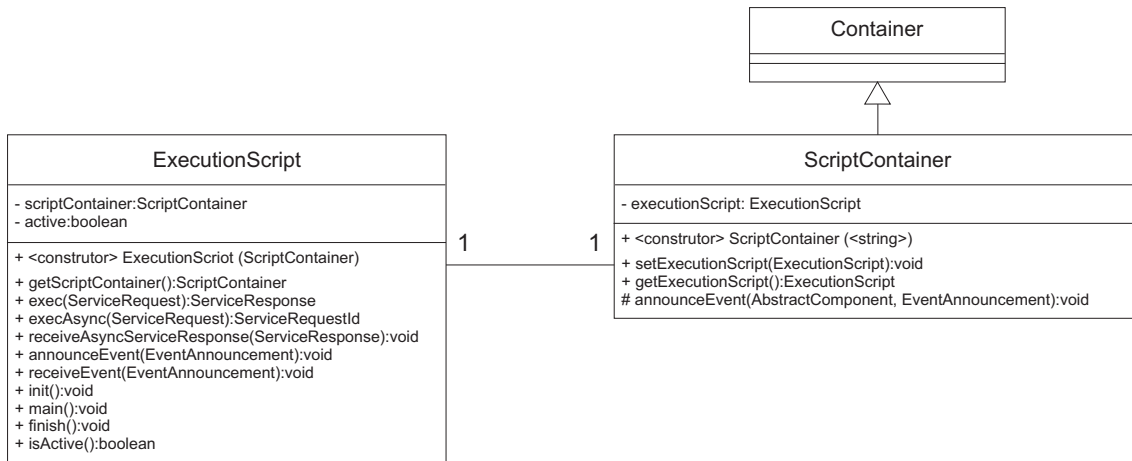 Container
ExecutionScript
- scriptContainer:ScriptContainer
- active:boolean
+ <construtor> ExecutionScriot (ScriptContainer)
+ getScriptContainer():ScriptContainer
+ exec(ServiceRequest):ServiceResponse
+ execAsync(ServiceRequest):ServiceRequestId
+ receiveAsyncServiceResponse(ServiceResponse):void
+ announceEvent(EventAnnouncement):void
+ receiveEvent(EventAnnouncement):void
+ init():void
+ main():void
+ finish():void
+ isActive():boolean
1
1
ScriptContainer
- executionScript: ExecutionScript
+ <construtor> ScriptContainer (<string>)
+ setExecutionScript(ExecutionScript):void
+ getExecutionScript():ExecutionScript
# announceEvent(AbstractComponent, EventAnnouncement):void